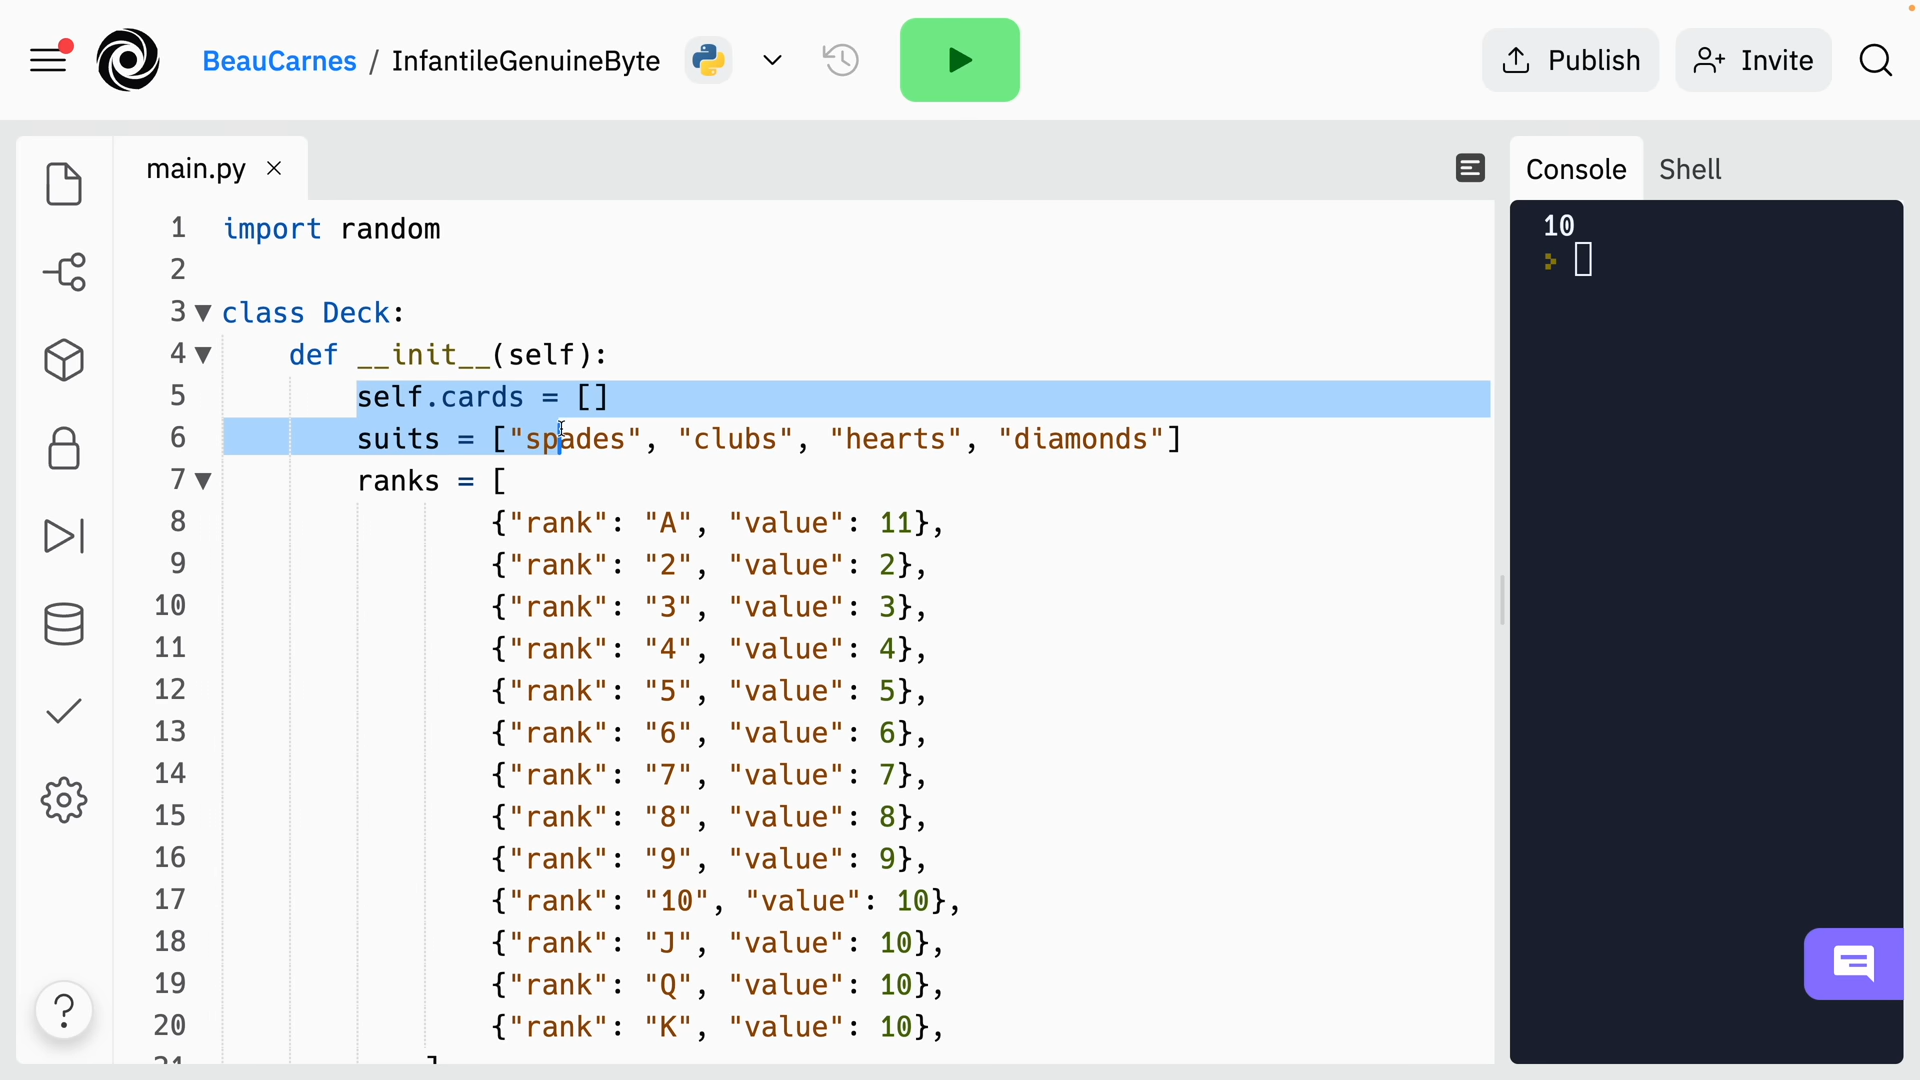 BeauCarnes / InfantileGenuineByte
Publish
Invite
main.py
Console
Shell
1 import random
2
3 class Deck:
4 def __init__(self):
5 self.cards = []
6 suits = ["spades", "clubs", "hearts", "diamonds"]
7 ranks = [
8 {"rank": "A", "value": 11},
9 {"rank": "2", "value": 2},
10 {"rank": "3", "value": 3},
11 {"rank": "4", "value": 4},
12 {"rank": "5", "value": 5},
13 {"rank": "6", "value": 6},
14 {"rank": "7", "value": 7},
15 {"rank": "8", "value": 8},
16 {"rank": "9", "value": 9},
17 {"rank": "10", "value": 10},
18 {"rank": "J", "value": 10},
19 {"rank": "Q", "value": 10},
20 {"rank": "K", "value": 10},
21 ]
10
?